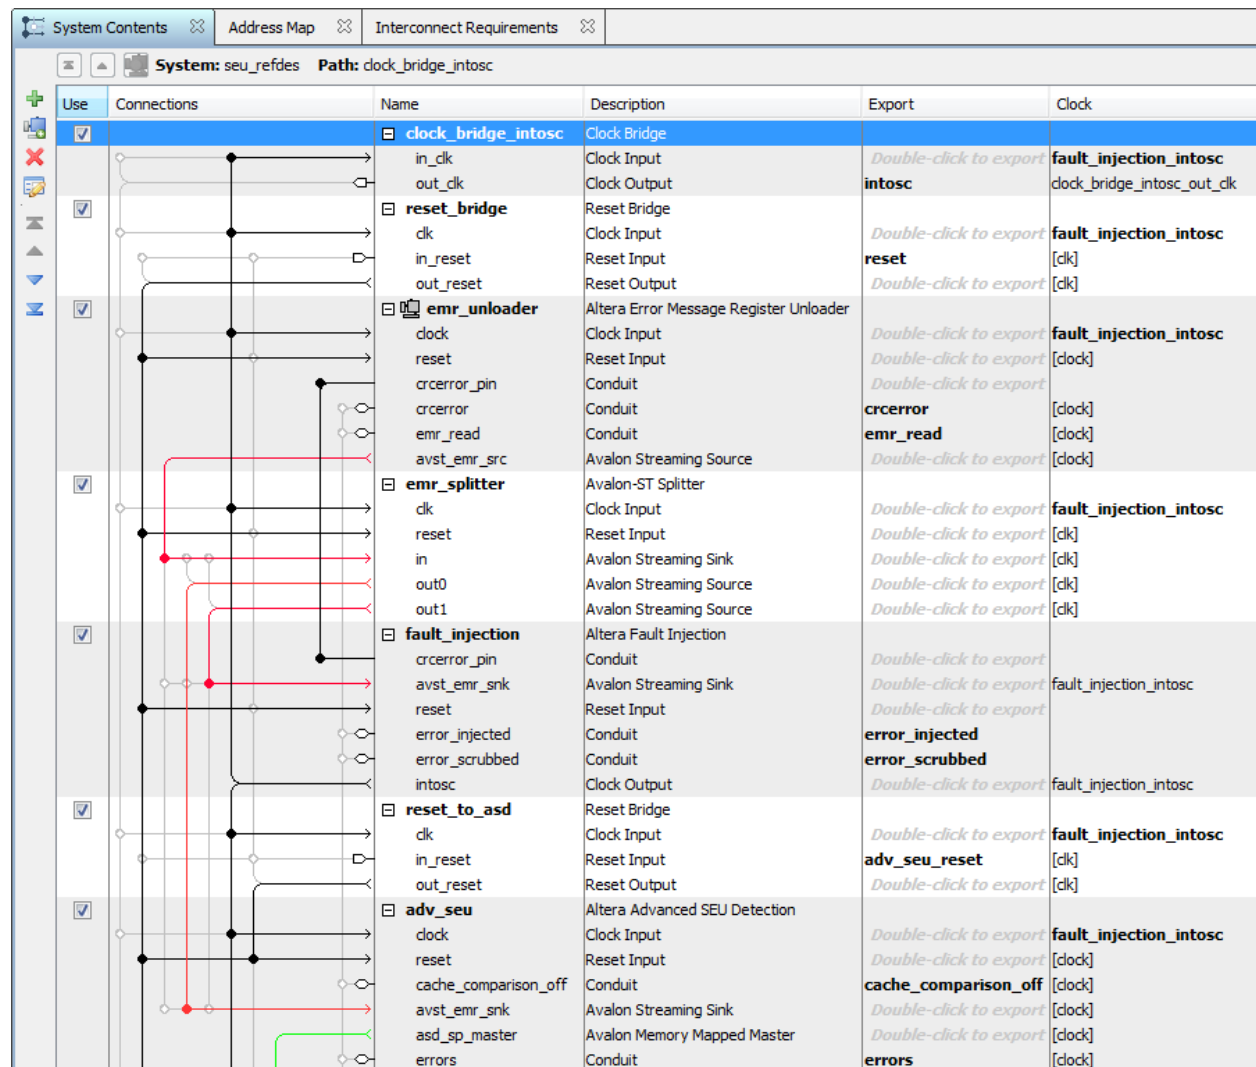 System Contents Address Map Interconnect Requirements
System: seu_refdes Path: clock_bridge_intosc
Use Connections Name Description Export Clock
clock_bridge_intosc Clock Bridge
in_clk Clock Input Double-click to export fault_injection_intosc
out_clk Clock Output intosc clock_bridge_intosc_out_clk
reset_bridge Reset Bridge
clk Clock Input Double-click to export fault_injection_intosc
in_reset Reset Input reset [clk]
out_reset Reset Output Double-click to export [clk]
emr_unloader Altera Error Message Register Unloader
clock Clock Input Double-click to export fault_injection_intosc
reset Reset Input Double-click to export [clock]
crcerror_pin Conduit Double-click to export
crcerror Conduit crcerror [clock]
emr_read Conduit emr_read [clock]
avst_emr_src Avalon Streaming Source Double-click to export [clock]
emr_splitter Avalon-ST Splitter
clk Clock Input Double-click to export fault_injection_intosc
reset Reset Input Double-click to export [clk]
in Avalon Streaming Sink Double-click to export [clk]
out0 Avalon Streaming Source Double-click to export [clk]
out1 Avalon Streaming Source Double-click to export [clk]
fault_injection Altera Fault Injection
crcerror_pin Conduit Double-click to export
avst_emr_snk Avalon Streaming Sink Double-click to export fault_injection_intosc
reset Reset Input Double-click to export
error_injected Conduit error_injected
error_scrubbed Conduit error_scrubbed
intosc Clock Output Double-click to export fault_injection_intosc
reset_to_asd Reset Bridge
clk Clock Input Double-click to export fault_injection_intosc
in_reset Reset Input adv_seu_reset [clk]
out_reset Reset Output Double-click to export [clk]
adv_seu Altera Advanced SEU Detection
clock Clock Input Double-click to export fault_injection_intosc
reset Reset Input Double-click to export [clock]
cache_comparison_off Conduit cache_comparison_off [clock]
avst_emr_snk Avalon Streaming Sink Double-click to export [clock]
asd_sp_master Avalon Memory Mapped Master Double-click to export [clock]
errors Conduit errors [clock]